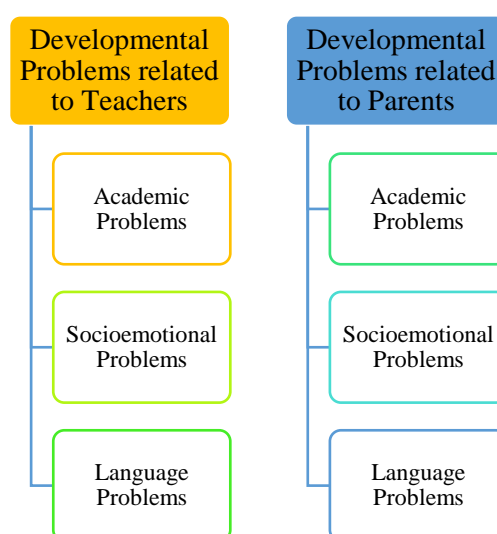 Developmental
Problems related
to Teachers
Academic
Problems
Socioemotional
Problems
Language
Problems
Developmental
Problems related
to Parents
Academic
Problems
Socioemotional
Problems
Language
Problems